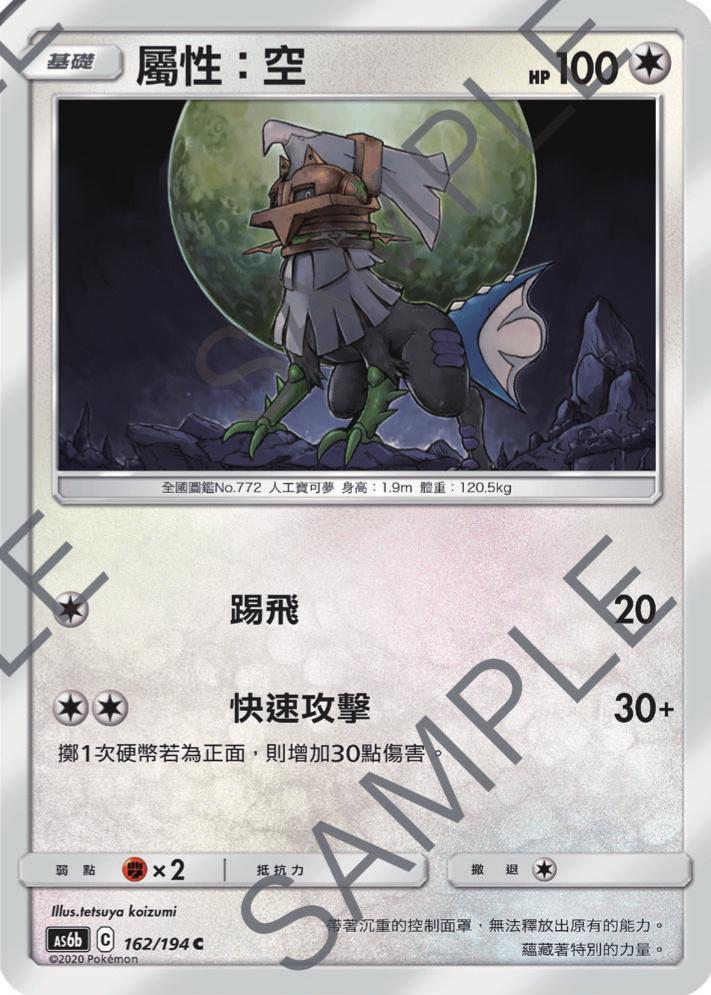 基礎 屬性：空 HP 100
SAMPLE
全國圖鑑No.772 人工寶可夢 身高：1.9m 體重：120.5kg
踢飛 20
快速攻擊 30+
擲1次硬幣若為正面，則增加30點傷害。
SAMPLE
弱點 ×2 抵抗力 撤退
Illus.tetsuya koizumi
帶著沉重的控制面罩，無法釋放出原有的能力。
蘊藏著特別的力量。
AS6b C 162/194 C
©2020 Pokémon
LE